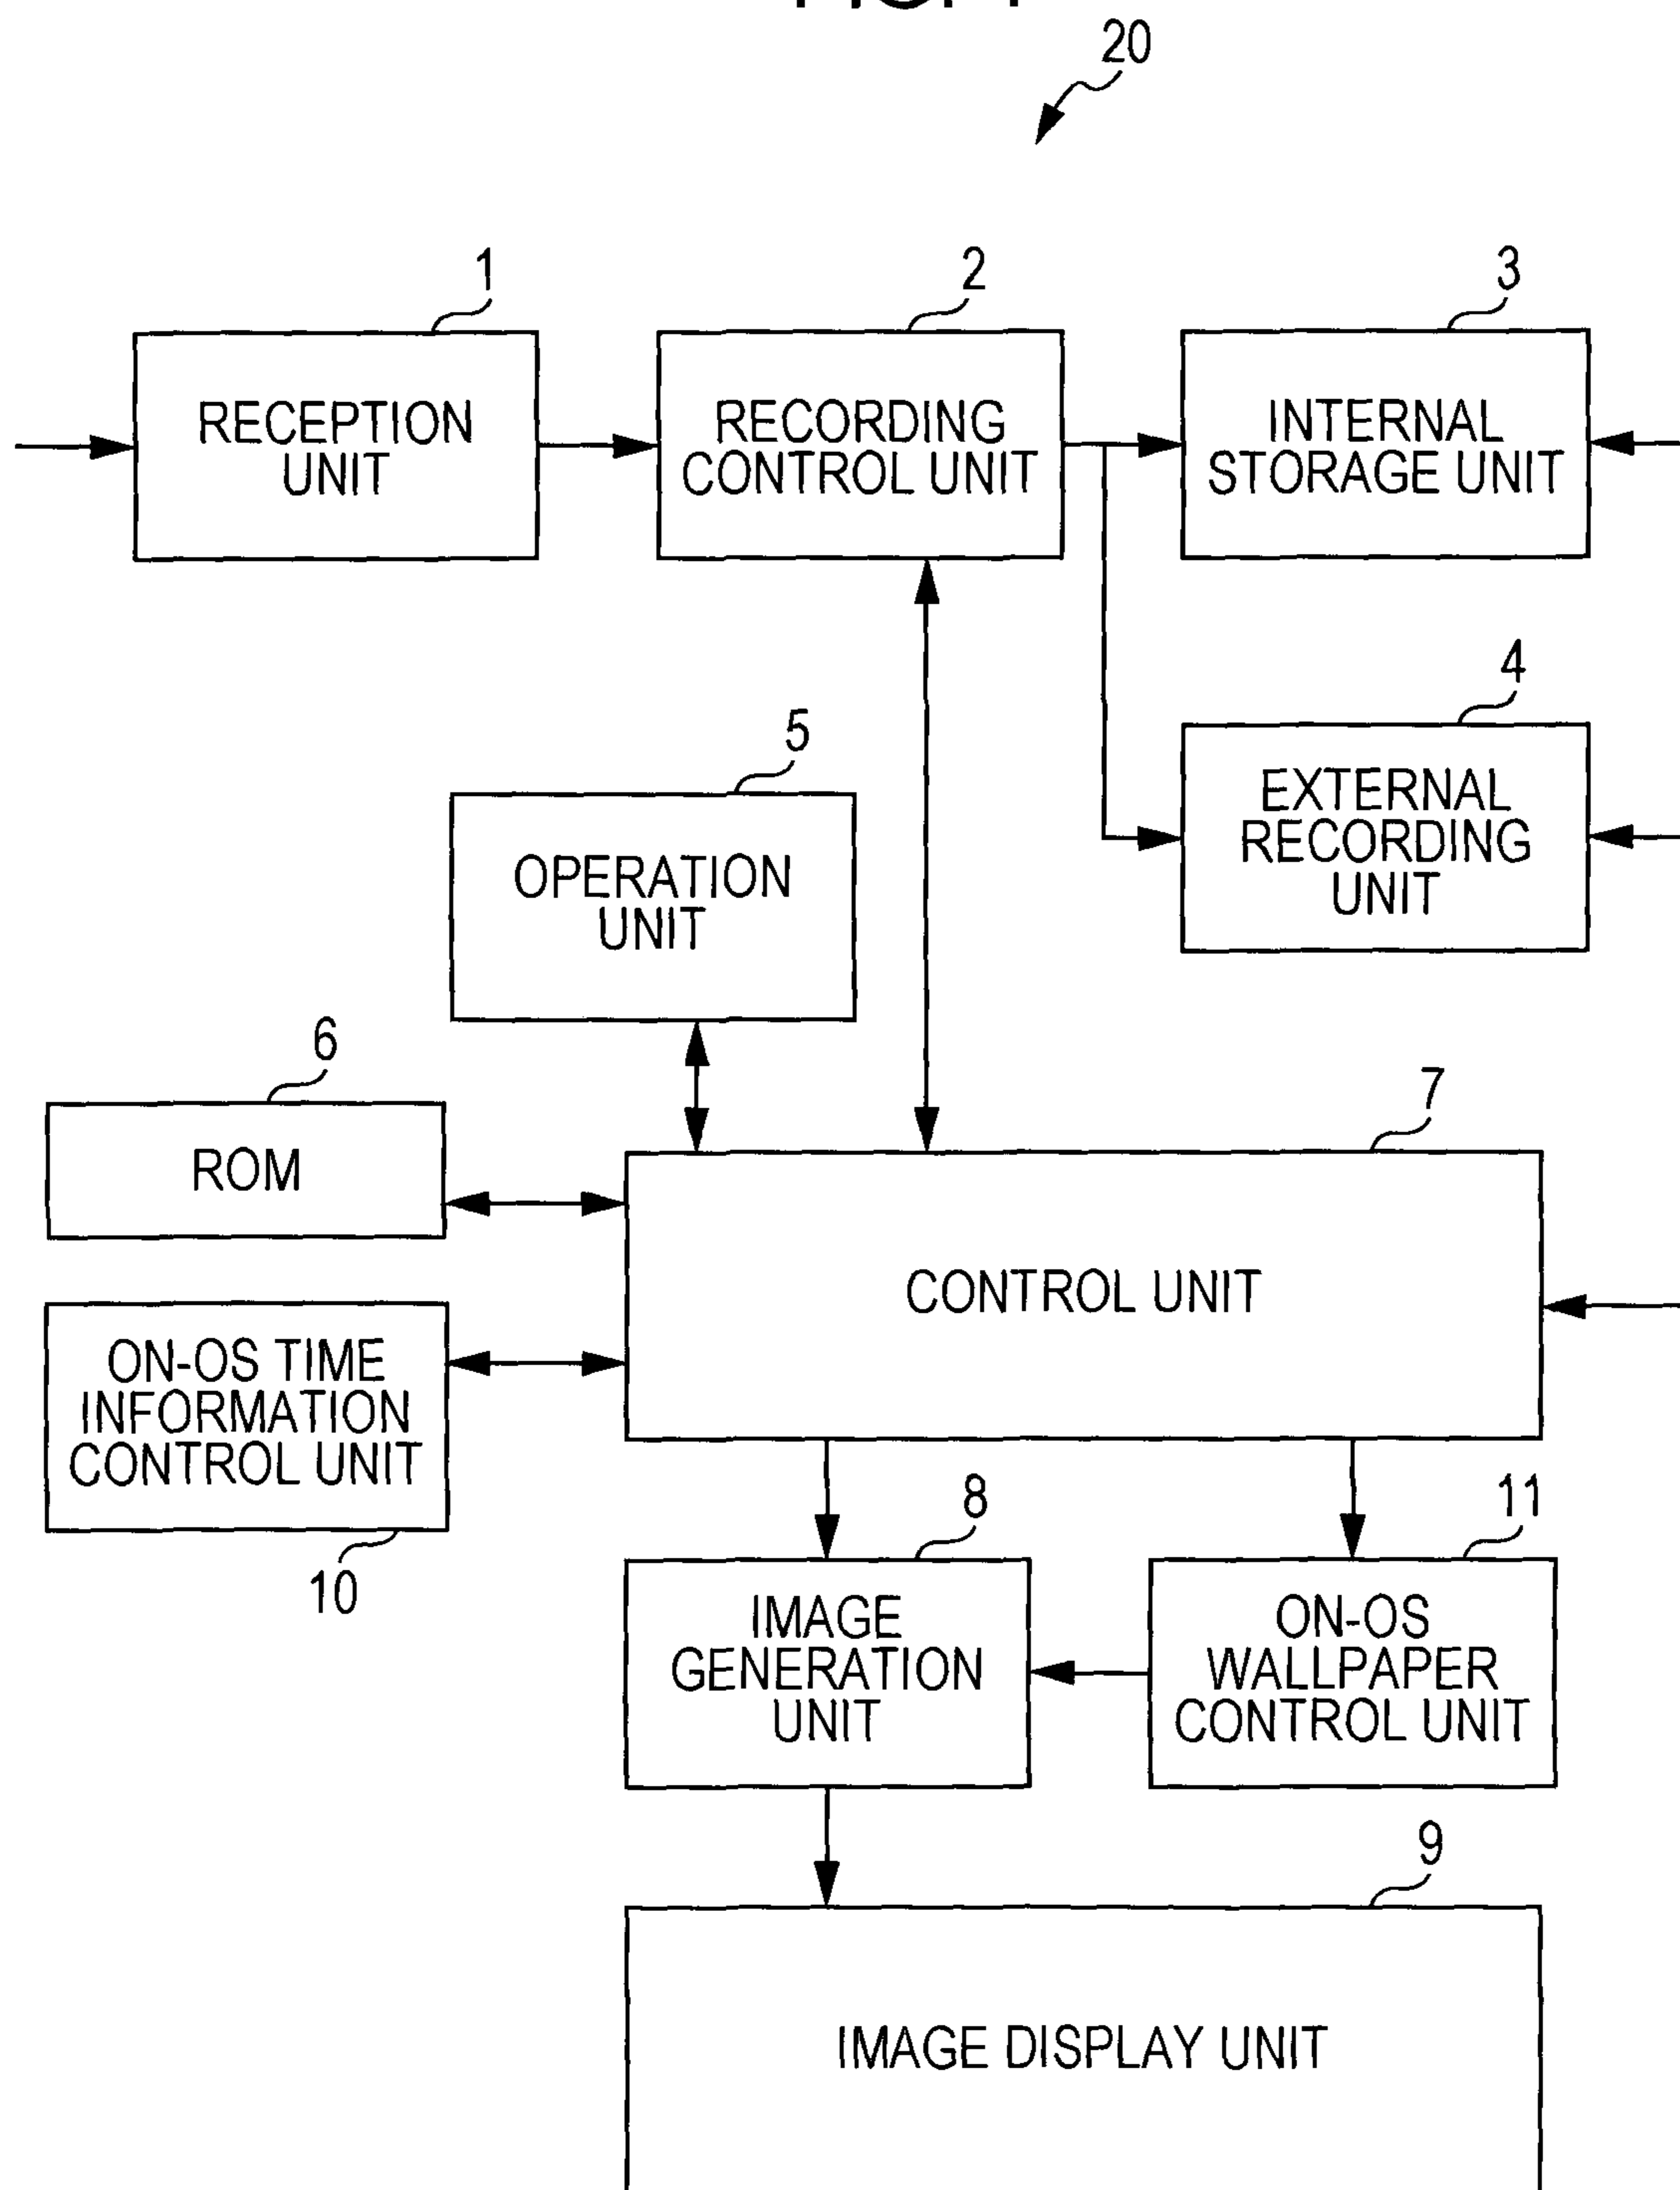 20
1
2
3
RECEPTION
UNIT
RECORDING
CONTROL UNIT
INTERNAL
STORAGE UNIT
4
EXTERNAL
RECORDING
UNIT
5
OPERATION
UNIT
6
ROM
7
CONTROL UNIT
ON-OS TIME
INFORMATION
CONTROL UNIT
10
8
IMAGE
GENERATION
UNIT
11
ON-OS
WALLPAPER
CONTROL UNIT
9
IMAGE DISPLAY UNIT